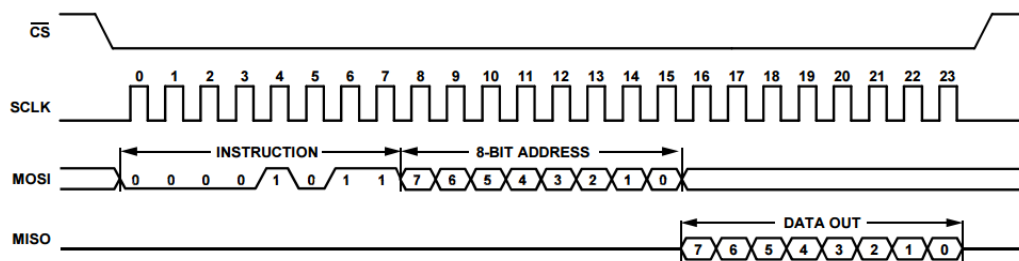 CS
0 1 2 3 4 5 6 7 8 9 10 11 12 13 14 15 16 17 18 19 20 21 22 23
SCLK
INSTRUCTION 8-BIT ADDRESS
MOSI 0 0 0 0 1 0 1 1 7 6 5 4 3 2 1 0
DATA OUT
MISO 7 6 5 4 3 2 1 0